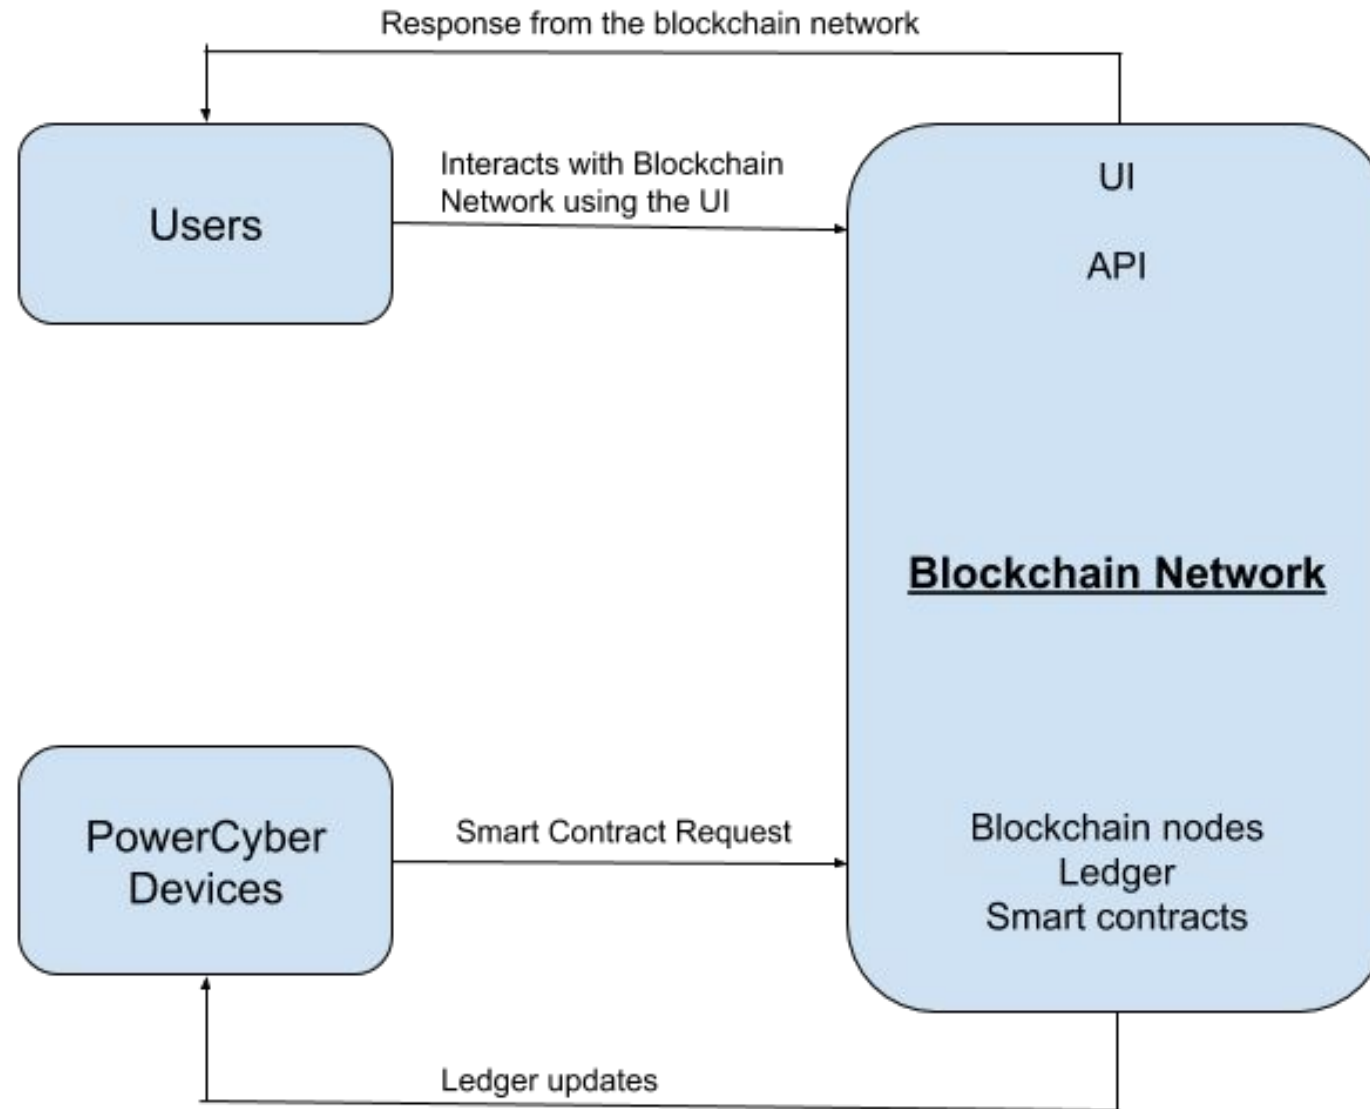 Response from the blockchain network
Users
Interacts with Blockchain
Network using the UI
UI
API
Blockchain Network
PowerCyber
Devices
Smart Contract Request
Blockchain nodes
Ledger
Smart contracts
Ledger updates